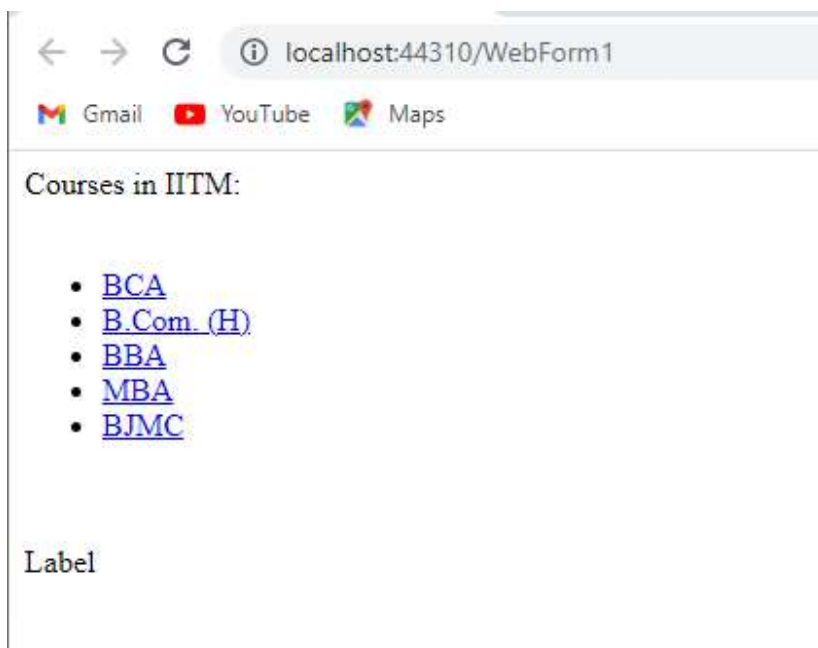 localhost:44310/WebForm1
Gmail YouTube Maps
Courses in IITM:
• BCA
• B.Com. (H)
• BBA
• MBA
• BJMC
Label